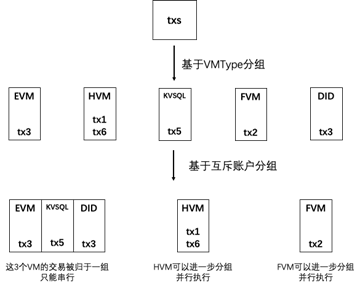 txs
基于VMType分组
EVM
HVM
KVSQL
FVM
DID
tx3
tx1
tx6
tx5
tx2
tx3
基于互斥账户分组
EVM
KVSQL
DID
HVM
FVM
tx3
tx5
tx3
tx1
tx6
tx2
这3个VM的交易被归于一组
只能串行
HVM可以进一步分组
并行执行
FVM可以进一步分组
并行执行